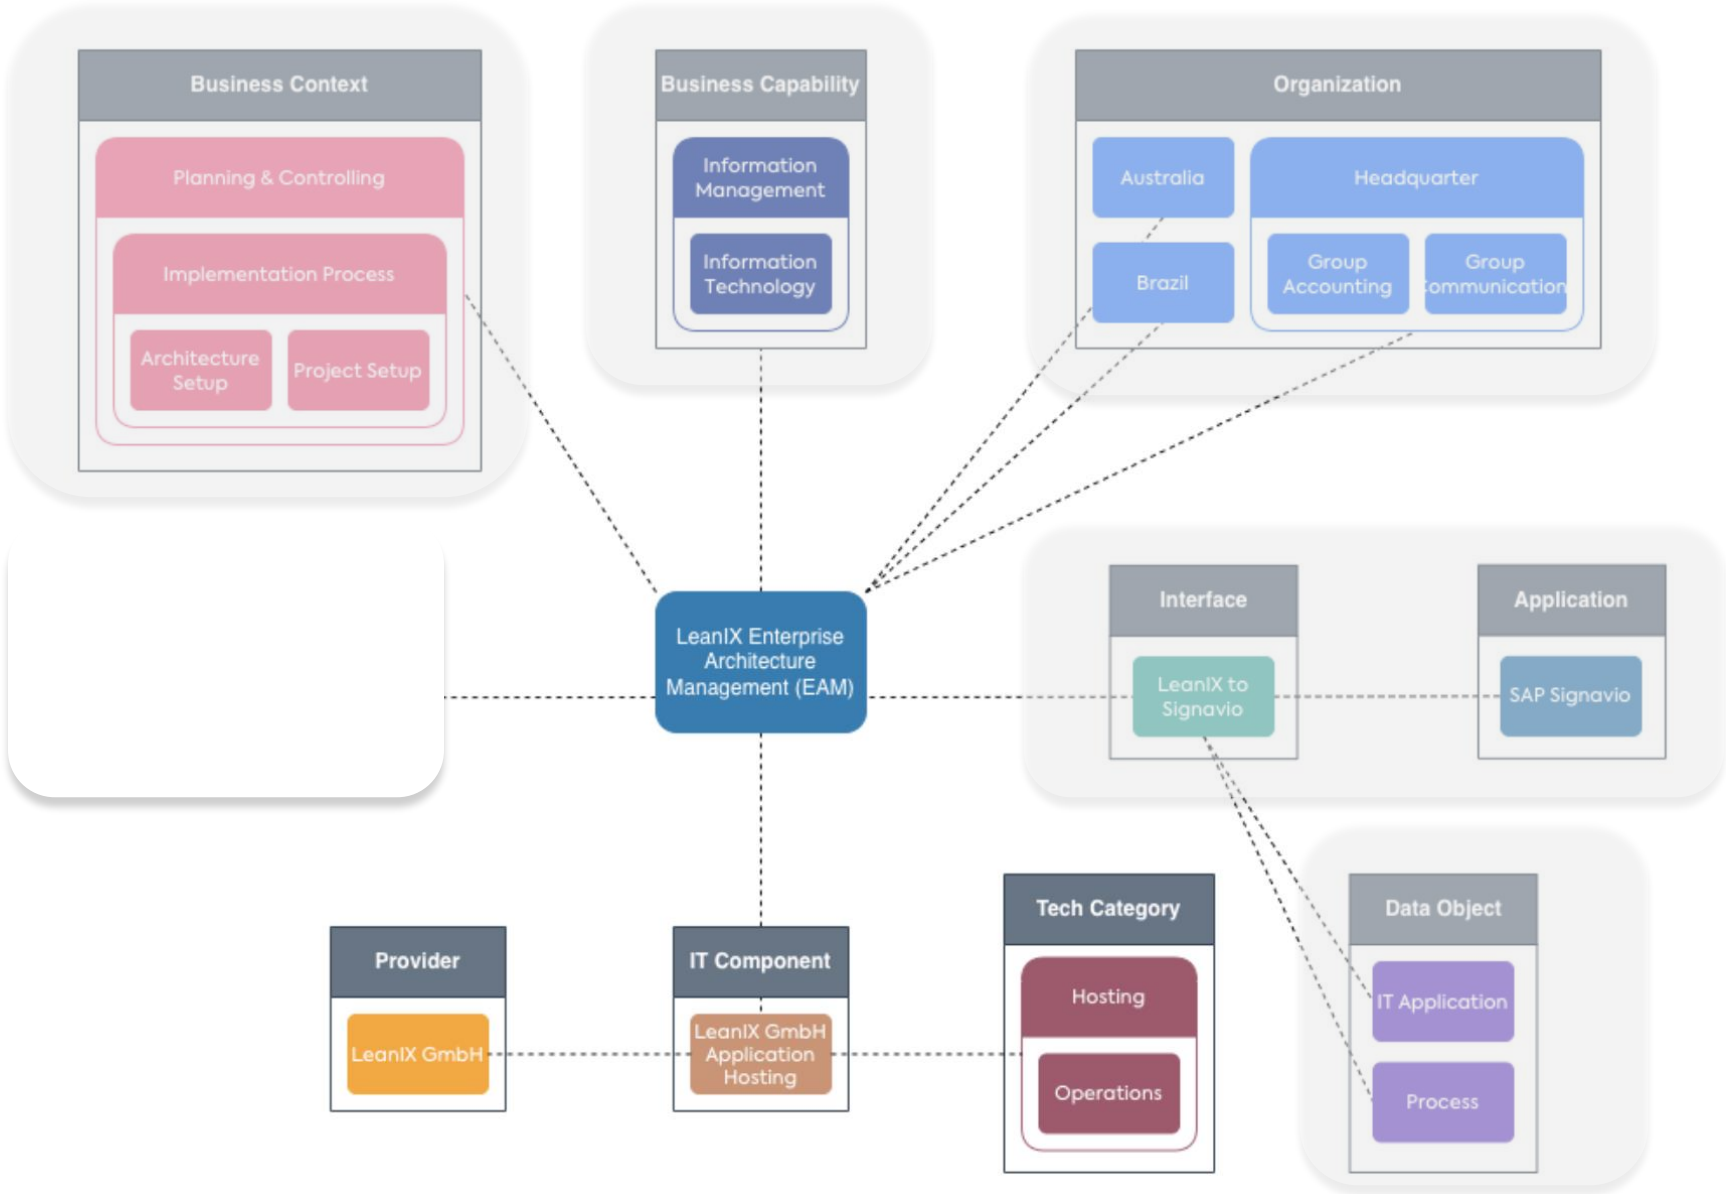 Business Context
Planning & Controlling
Implementation Process
Architecture
Setup
Project Setup
Business Capability
Information
Management
Information
Technology
Organization
Australia
Headquarter
Brazil
Group
Accounting
Group
Communication
LeanIX Enterprise
Architecture
Management (EAM)
Interface
LeanIX to
Signavio
Application
SAP Signavio
Provider
LeanIX GmbH
IT Component
LeanIX GmbH
Application
Hosting
Tech Category
Hosting
Operations
Data Object
IT Application
Process